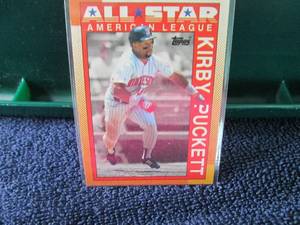 ALL★STAR
AMERICAN LEAGUE
Topps
KIRBY PUCKETT